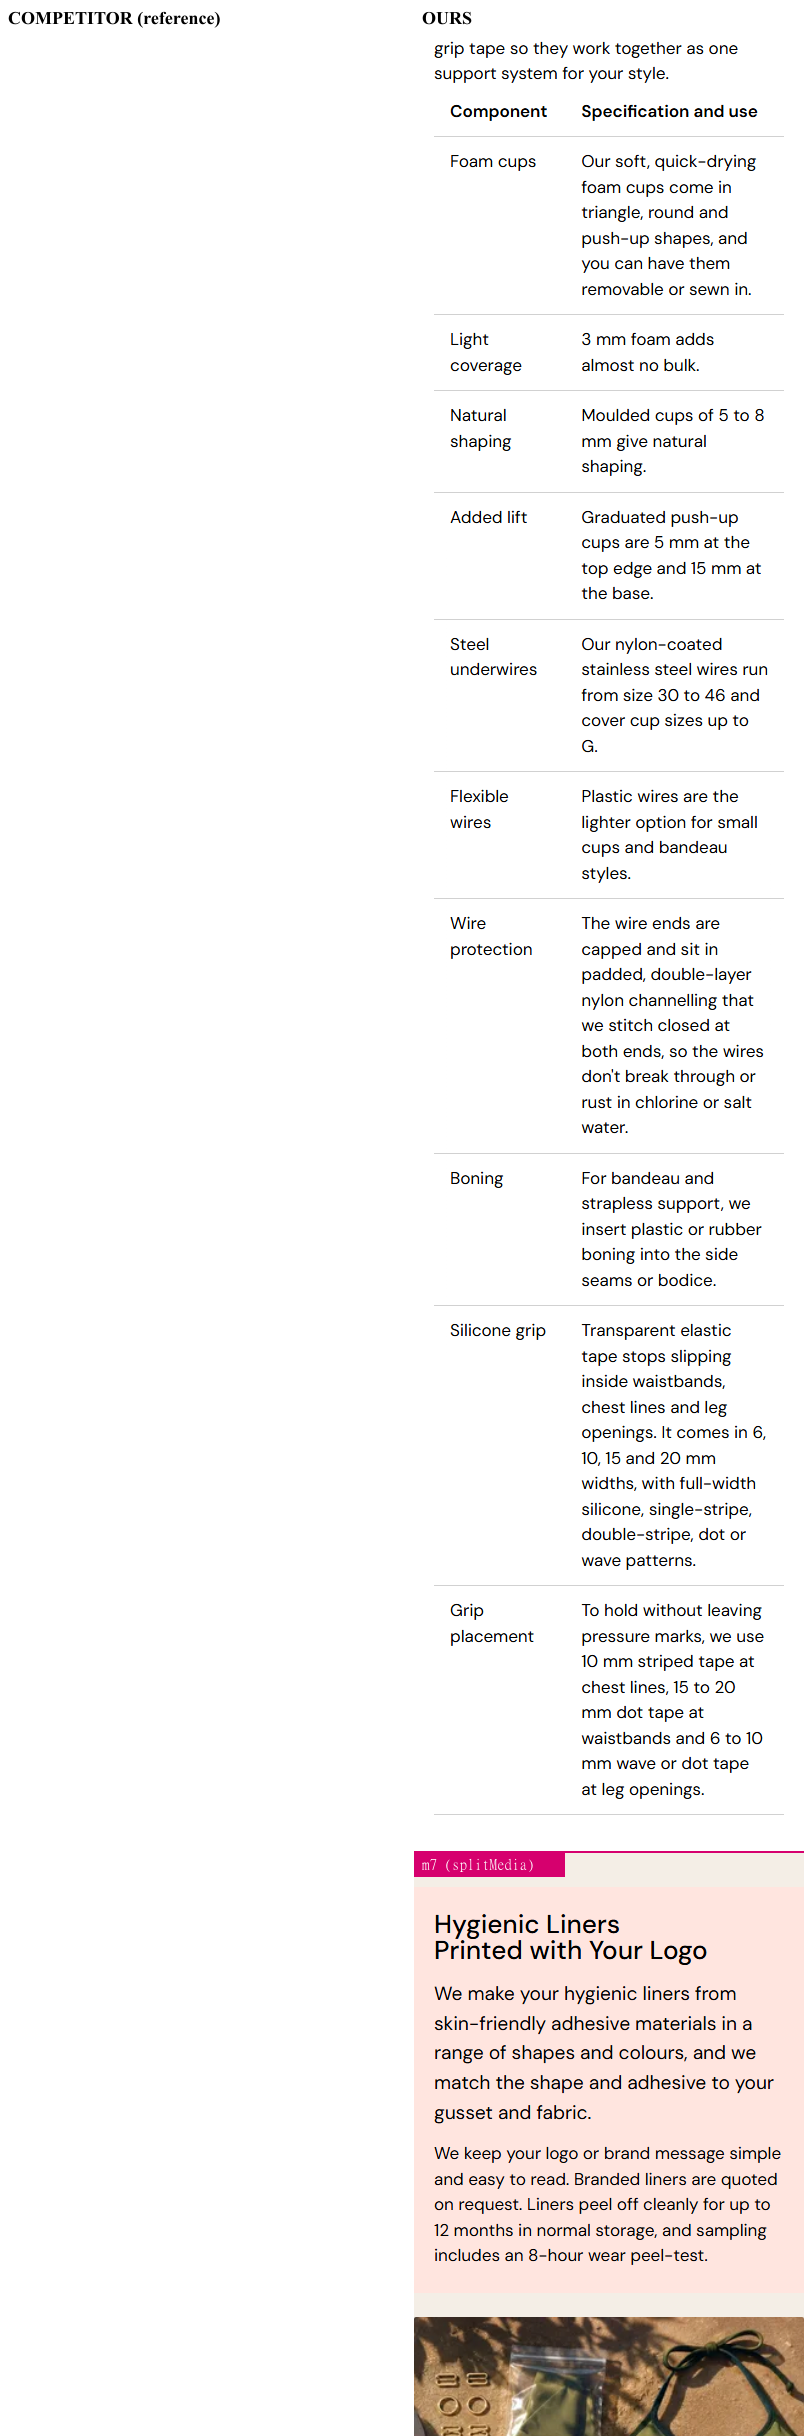 COMPETITOR (reference)
OURS
grip tape so they work together as one
support system for your style.
Component
Specification and use
Foam cups
Our soft, quick-drying
foam cups come in
triangle, round and
push-up shapes, and
you can have them
removable or sewn in.
Light
coverage
3 mm foam adds
almost no bulk.
Natural
shaping
Moulded cups of 5 to 8
mm give natural
shaping.
Added lift
Graduated push-up
cups are 5 mm at the
top edge and 15 mm at
the base.
Steel
underwires
Our nylon-coated
stainless steel wires run
from size 30 to 46 and
cover cup sizes up to
G.
Flexible
wires
Plastic wires are the
lighter option for small
cups and bandeau
styles.
Wire
protection
The wire ends are
capped and sit in
padded, double-layer
nylon channelling that
we stitch closed at
both ends, so the wires
don't break through or
rust in chlorine or salt
water.
Boning
For bandeau and
strapless support, we
insert plastic or rubber
boning into the side
seams or bodice.
Silicone grip
Transparent elastic
tape stops slipping
inside waistbands,
chest lines and leg
openings. It comes in 6,
10, 15 and 20 mm
widths, with full-width
silicone, single-stripe,
double-stripe, dot or
wave patterns.
Grip
placement
To hold without leaving
pressure marks, we use
10 mm striped tape at
chest lines, 15 to 20
mm dot tape at
waistbands and 6 to 10
mm wave or dot tape
at leg openings.
m7 (splitMedia)
Hygienic Liners
Printed with Your Logo
We make your hygienic liners from
skin-friendly adhesive materials in a
range of shapes and colours, and we
match the shape and adhesive to your
gusset and fabric.
We keep your logo or brand message simple
and easy to read. Branded liners are quoted
on request. Liners peel off cleanly for up to
12 months in normal storage, and sampling
includes an 8-hour wear peel-test.